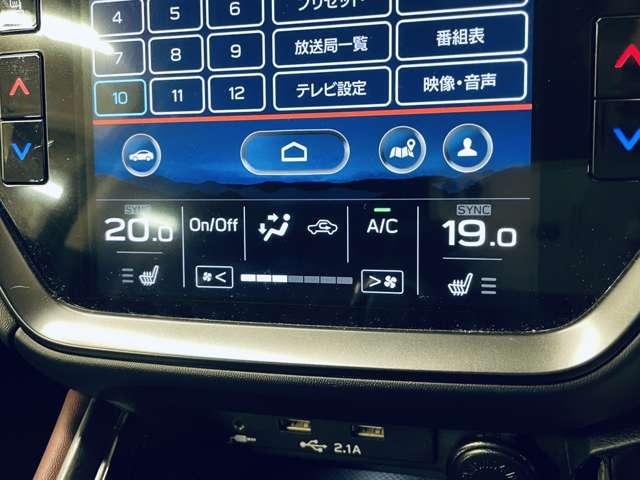 4 5 6 プリセット
7 8 9 放送局一覧 番組表
10 11 12 テレビ設定 映像・音声
SYNC SYNC
20.0 On/Off A/C 19.0
< >
2.1A